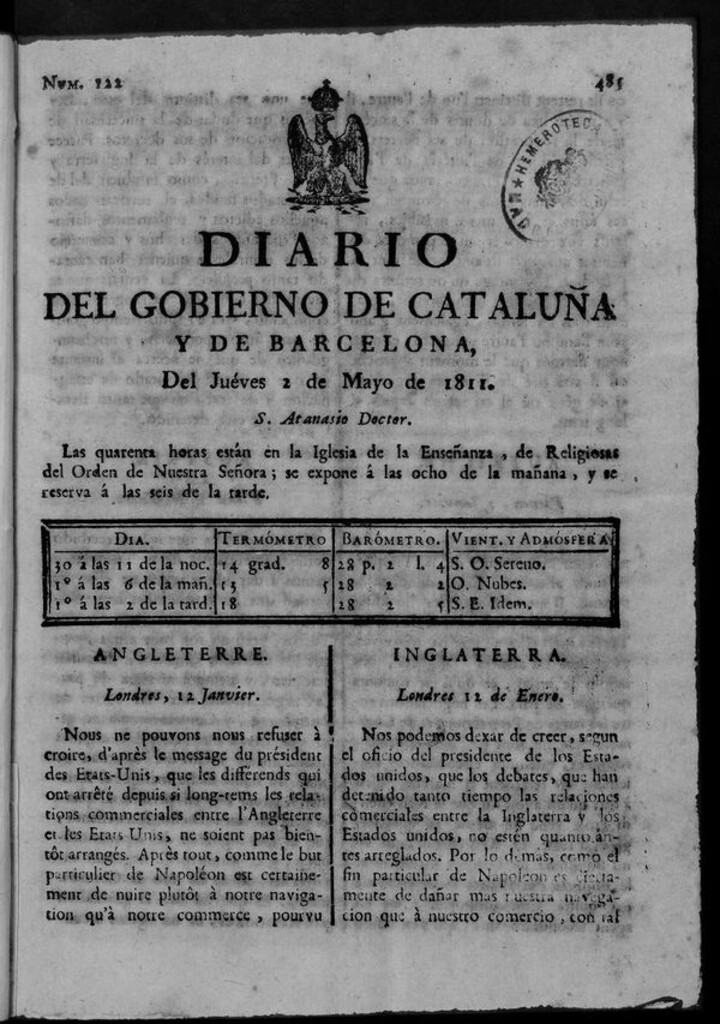 NUM. 122
485
HEMEROTECA
UAB
DIARIO
DEL GOBIERNO DE CATALUÑA
Y DE BARCELONA,
Del Juéves 2 de Mayo de 1811.
S. Atanasio Doctor.
Las quarenta horas están en la Iglesia de la Enseñanza, de Religiosas
del Orden de Nuestra Señora; se expone á las ocho de la mañana, y se
reserva á las seis de la tarde.
DIA. TERMÓMETRO BARÓMETRO. VIENT. Y ADMÓSFERA
30 á las 11 de la noc. 14 grad. 8 28 p. 2 l. 4 S. O. Sereno.
1º á las 6 de la mañ. 13 5 28 2 2 O. Nubes.
1º á las 2 de la tard. 18 28 2 5 S. E. Idem.
ANGLETERRE.
Londres, 12 Janvier.
Nous ne pouvons nous refuser à
croire, d'après le message du président
des Etats-Unis, que les différends qui
ont arrêté depuis si long-tems les rela-
tions commerciales entre l'Angleterre
et les Etats Unis, ne soient pas bien-
tôt arrangés. Après tout, comme le but
particulier de Napoléon est certaine-
ment de nuire plutôt à notre naviga-
tion qu'à notre commerce, pourvu
INGLATERRA.
Londres 12 de Enero.
Nos podemos dexar de creer, segun
el oficio del presidente de los Esta-
dos unidos, que los debates, que han
detenido tanto tiempo las relaciones
comerciales entre la Inglaterra y los
Estados unidos, no estén quanto án-
tes arreglados. Por lo demas, como el
fin particular de Napoleon es cierta-
mente de dañar mas nuestra navega-
cion que à nuestro comercio, con tal